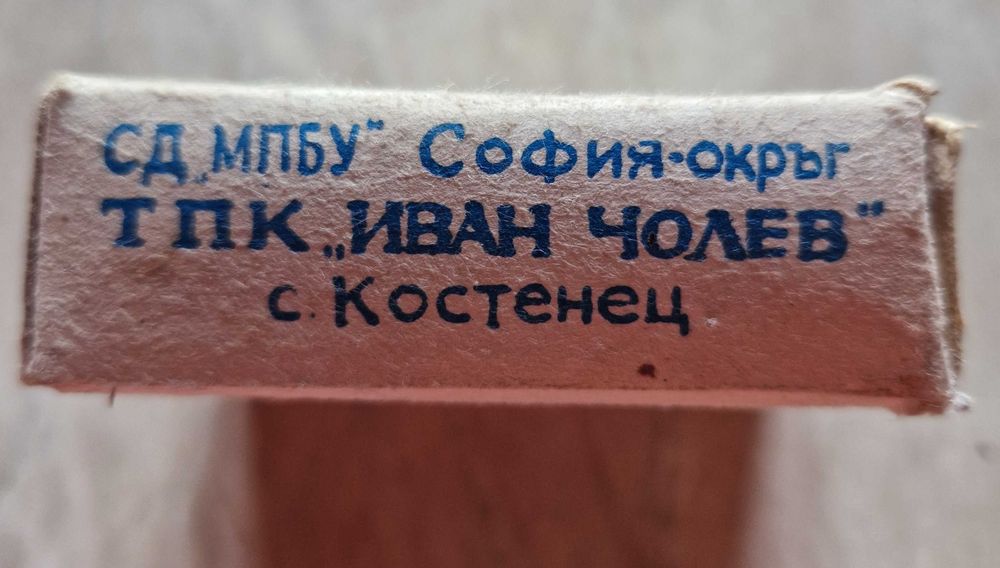 СД „МПБУ“ София-окръг
ТПК „ИВАН ЧОЛЕВ“
с. Костенец